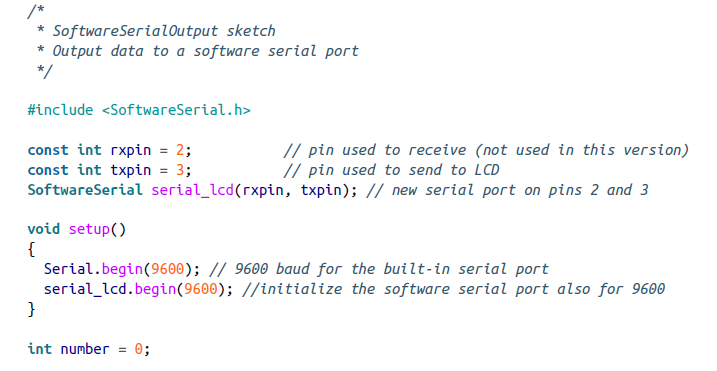 /*
 * SoftwareSerialOutput sketch
 * Output data to a software serial port
 */

#include <SoftwareSerial.h>

const int rxpin = 2;           // pin used to receive (not used in this version)
const int txpin = 3;           // pin used to send to LCD
SoftwareSerial serial_lcd(rxpin, txpin); // new serial port on pins 2 and 3

void setup()
{
  Serial.begin(9600); // 9600 baud for the built-in serial port
  serial_lcd.begin(9600); //initialize the software serial port also for 9600
}

int number = 0;